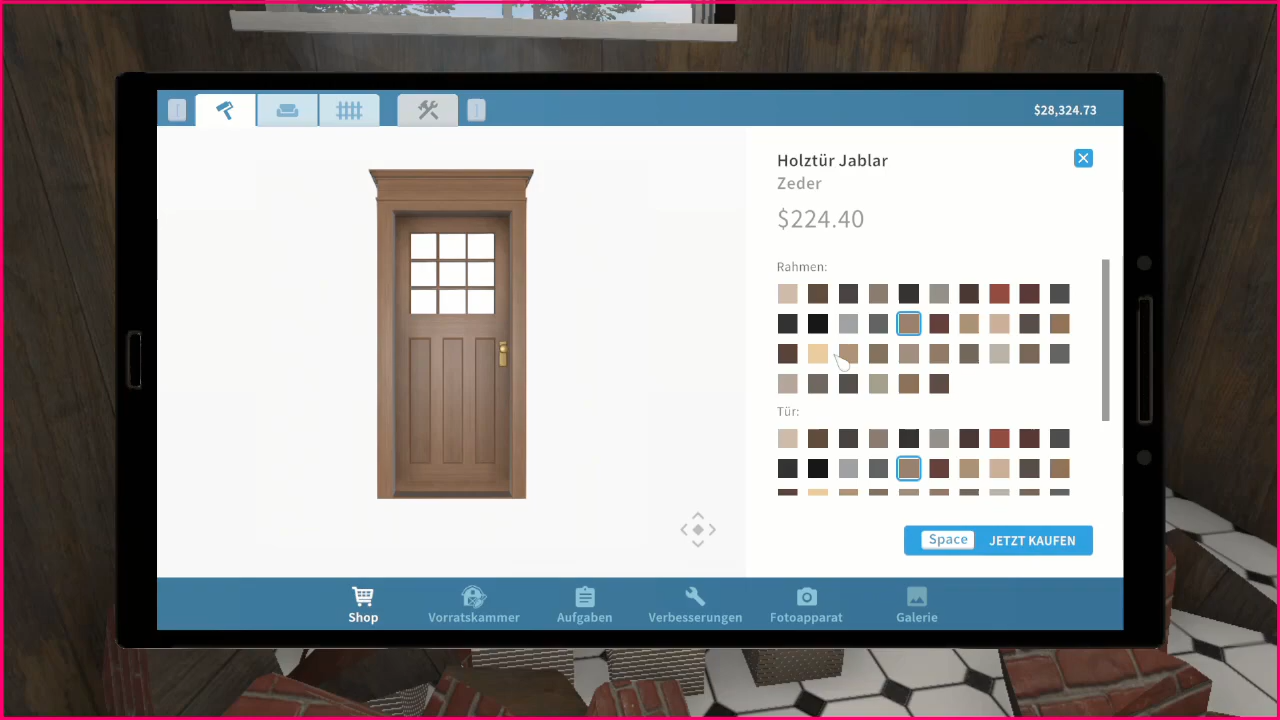 $28,324.73
Holztür Jablar
Zeder
$224.40
Rahmen:
Tür:
Space JETZT KAUFEN
Shop
Vorratskammer
Aufgaben
Verbesserungen
Fotoapparat
Galerie